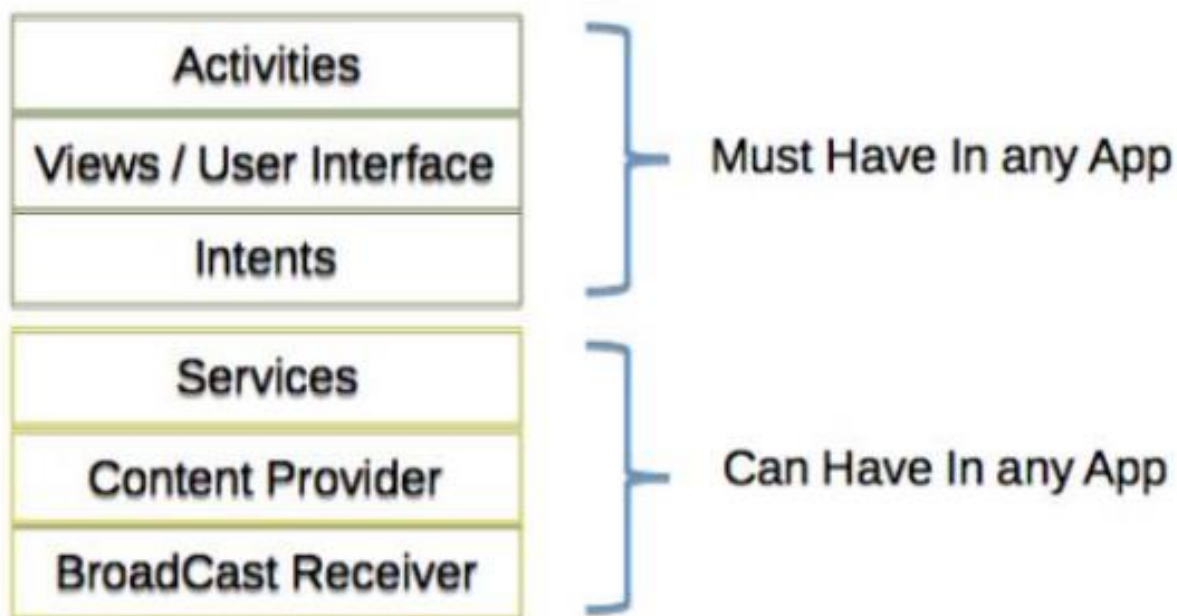 Activities
Views / User Interface
Intents
Must Have In any App
Services
Content Provider
BroadCast Receiver
Can Have In any App